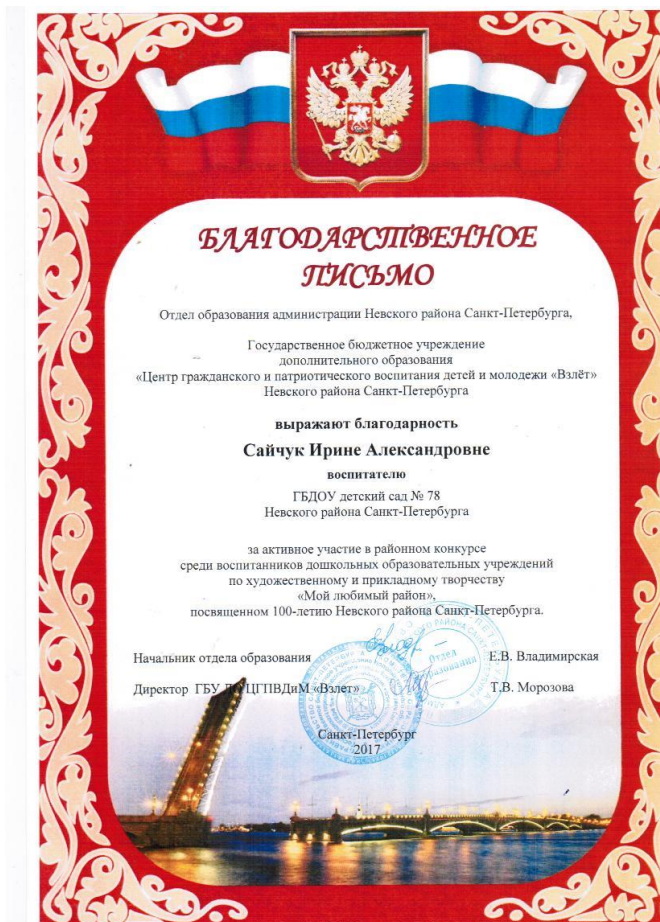 БЛАГОДАРСТВЕННОЕ
ПИСЬМО
Отдел образования администрации Невского района Санкт-Петербурга,
Государственное бюджетное учреждение
дополнительного образования
«Центр гражданского и патриотического воспитания детей и молодежи «Взлёт»
Невского района Санкт-Петербурга
выражают благодарность
Сайчук Ирине Александровне
воспитателю
ГБДОУ детский сад № 78
Невского района Санкт-Петербурга
за активное участие в районном конкурсе
среди воспитанников дошкольных образовательных учреждений
по художественному и прикладному творчеству
«Мой любимый район»,
посвященном 100-летию Невского района Санкт-Петербурга.
Начальник отдела образования Е.В. Владимирская
Отдел
образования
Директор ГБУ ДО ЦГПВДиМ «Взлет» Т.В. Морозова
Санкт-Петербург
2017